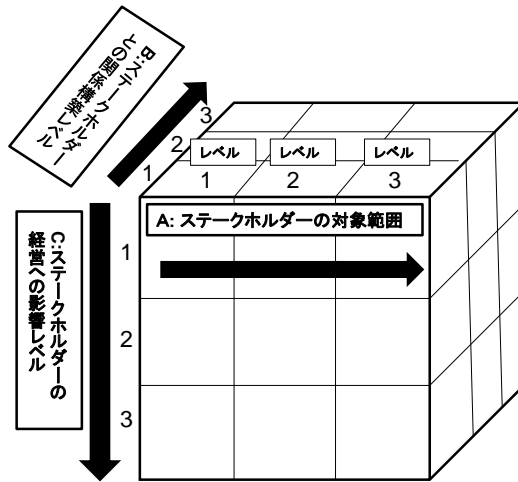 B:ステークホルダー
との関係構築レベル
3
2
1
レベル
レベル
レベル
1
2
3
A: ステークホルダーの対象範囲
C:ステークホルダーの
経営への影響レベル
1
2
3